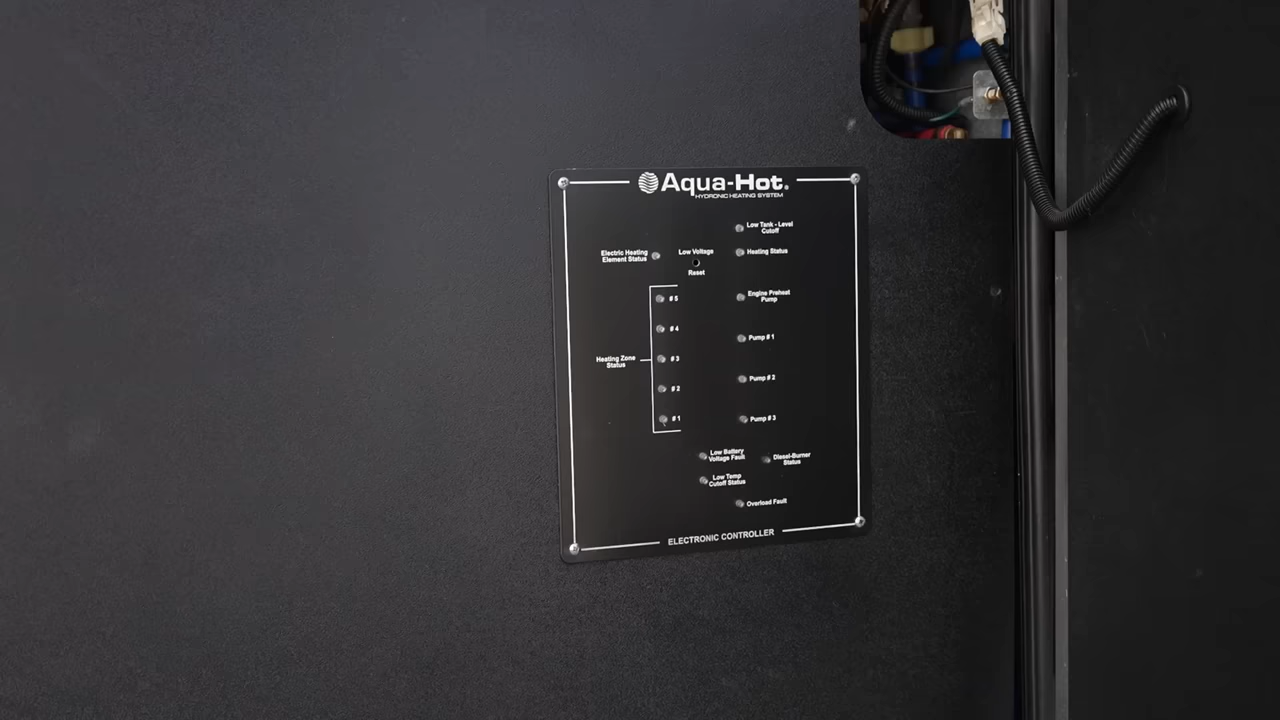 Aqua-Hot®
HYDRONIC HEATING SYSTEM
Low Tank - Level
Cutoff
Electric Heating
Element Status
Low Voltage
Reset
Heating Status
# 5
Engine Preheat
Pump
# 4
Pump # 1
Heating Zone
Status
# 3
Pump # 2
# 2
# 1
Pump # 3
Low Battery
Voltage Fault
Diesel-Burner
Status
Low Temp
Cutoff Status
Overload Fault
ELECTRONIC CONTROLLER